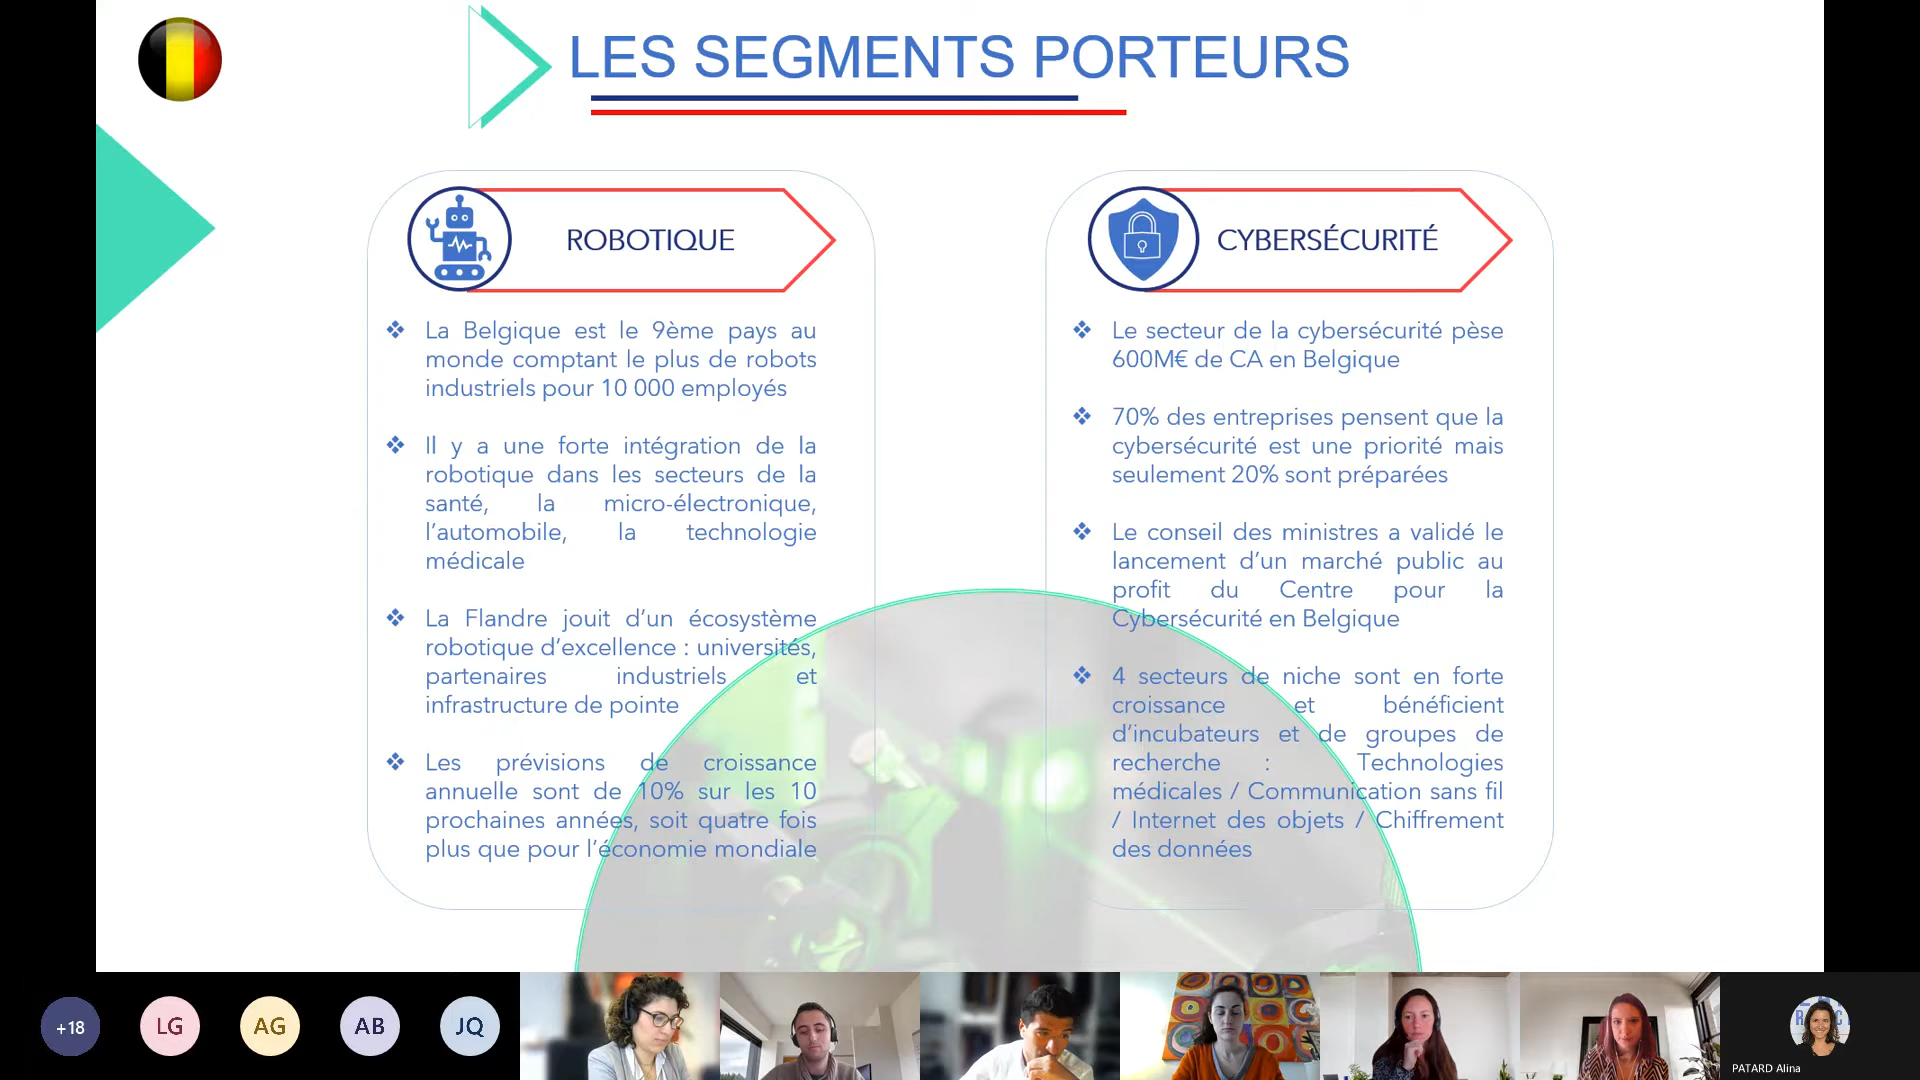 LES SEGMENTS PORTEURS
ROBOTIQUE
La Belgique est le 9ème pays au
monde comptant le plus de robots
industriels pour 10 000 employés
Il y a une forte intégration de la
robotique dans les secteurs de la
santé, la micro-électronique,
l'automobile, la technologie
médicale
La Flandre jouit d'un écosystème
robotique d'excellence : universités,
partenaires industriels et
infrastructure de pointe
Les prévisions de croissance
annuelle sont de 10% sur les 10
prochaines années, soit quatre fois
plus que pour l'économie mondiale
CYBERSÉCURITÉ
Le secteur de la cybersécurité pèse
600M€ de CA en Belgique
70% des entreprises pensent que la
cybersécurité est une priorité mais
seulement 20% sont préparées
Le conseil des ministres a validé le
lancement d'un marché public au
profit du Centre pour la
Cybersécurité en Belgique
4 secteurs de niche sont en forte
croissance et bénéficient
d'incubateurs et de groupes de
recherche : Technologies
médicales / Communication sans fil
/ Internet des objets / Chiffrement
des données
+18
LG
AG
AB
JQ
PATARD Alina